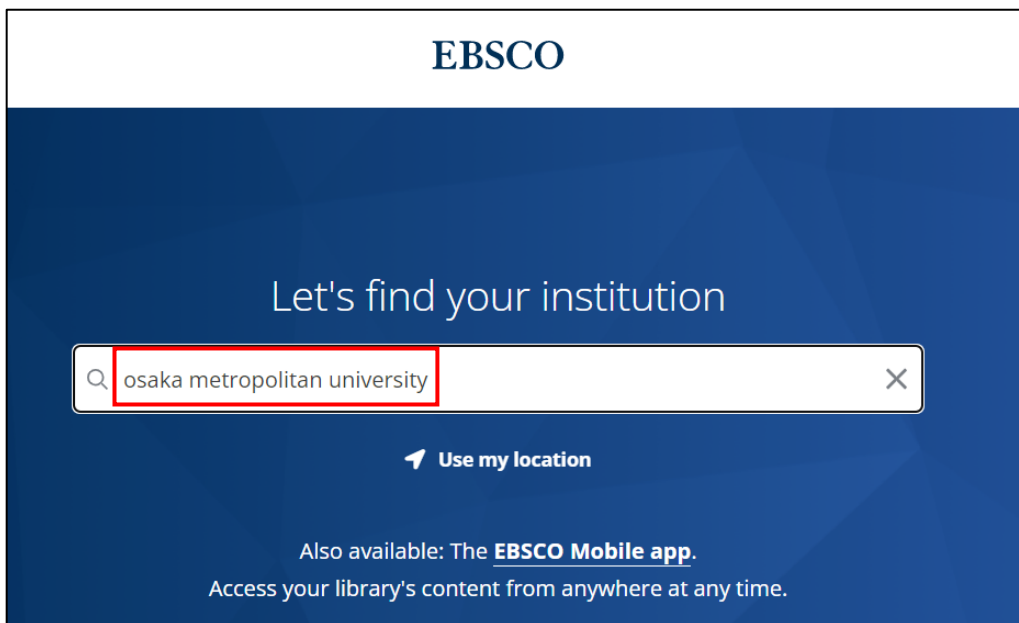 EBSCO
Let's find your institution
osaka metropolitan university
Use my location
Also available: The EBSCO Mobile app.
Access your library's content from anywhere at any time.